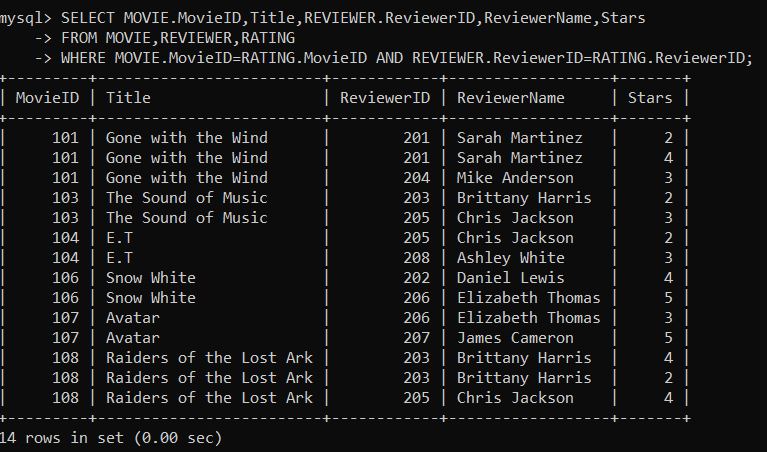 mysql> SELECT MOVIE.MovieID,Title,REVIEWER.ReviewerID,ReviewerName,Stars
    -> FROM MOVIE,REVIEWER,RATING
    -> WHERE MOVIE.MovieID=RATING.MovieID AND REVIEWER.ReviewerID=RATING.ReviewerID;
+---------+-------------------------+------------+------------------+-------+
| MovieID | Title                   | ReviewerID | ReviewerName     | Stars |
+---------+-------------------------+------------+------------------+-------+
|     101 | Gone with the Wind      |        201 | Sarah Martinez   |     2 |
|     101 | Gone with the Wind      |        201 | Sarah Martinez   |     4 |
|     101 | Gone with the Wind      |        204 | Mike Anderson    |     3 |
|     103 | The Sound of Music      |        203 | Brittany Harris  |     2 |
|     103 | The Sound of Music      |        205 | Chris Jackson    |     3 |
|     104 | E.T                     |        205 | Chris Jackson    |     2 |
|     104 | E.T                     |        208 | Ashley White     |     3 |
|     106 | Snow White              |        202 | Daniel Lewis     |     4 |
|     106 | Snow White              |        206 | Elizabeth Thomas |     5 |
|     107 | Avatar                  |        206 | Elizabeth Thomas |     3 |
|     107 | Avatar                  |        207 | James Cameron    |     5 |
|     108 | Raiders of the Lost Ark |        203 | Brittany Harris  |     4 |
|     108 | Raiders of the Lost Ark |        203 | Brittany Harris  |     2 |
|     108 | Raiders of the Lost Ark |        205 | Chris Jackson    |     4 |
+---------+-------------------------+------------+------------------+-------+
14 rows in set (0.00 sec)